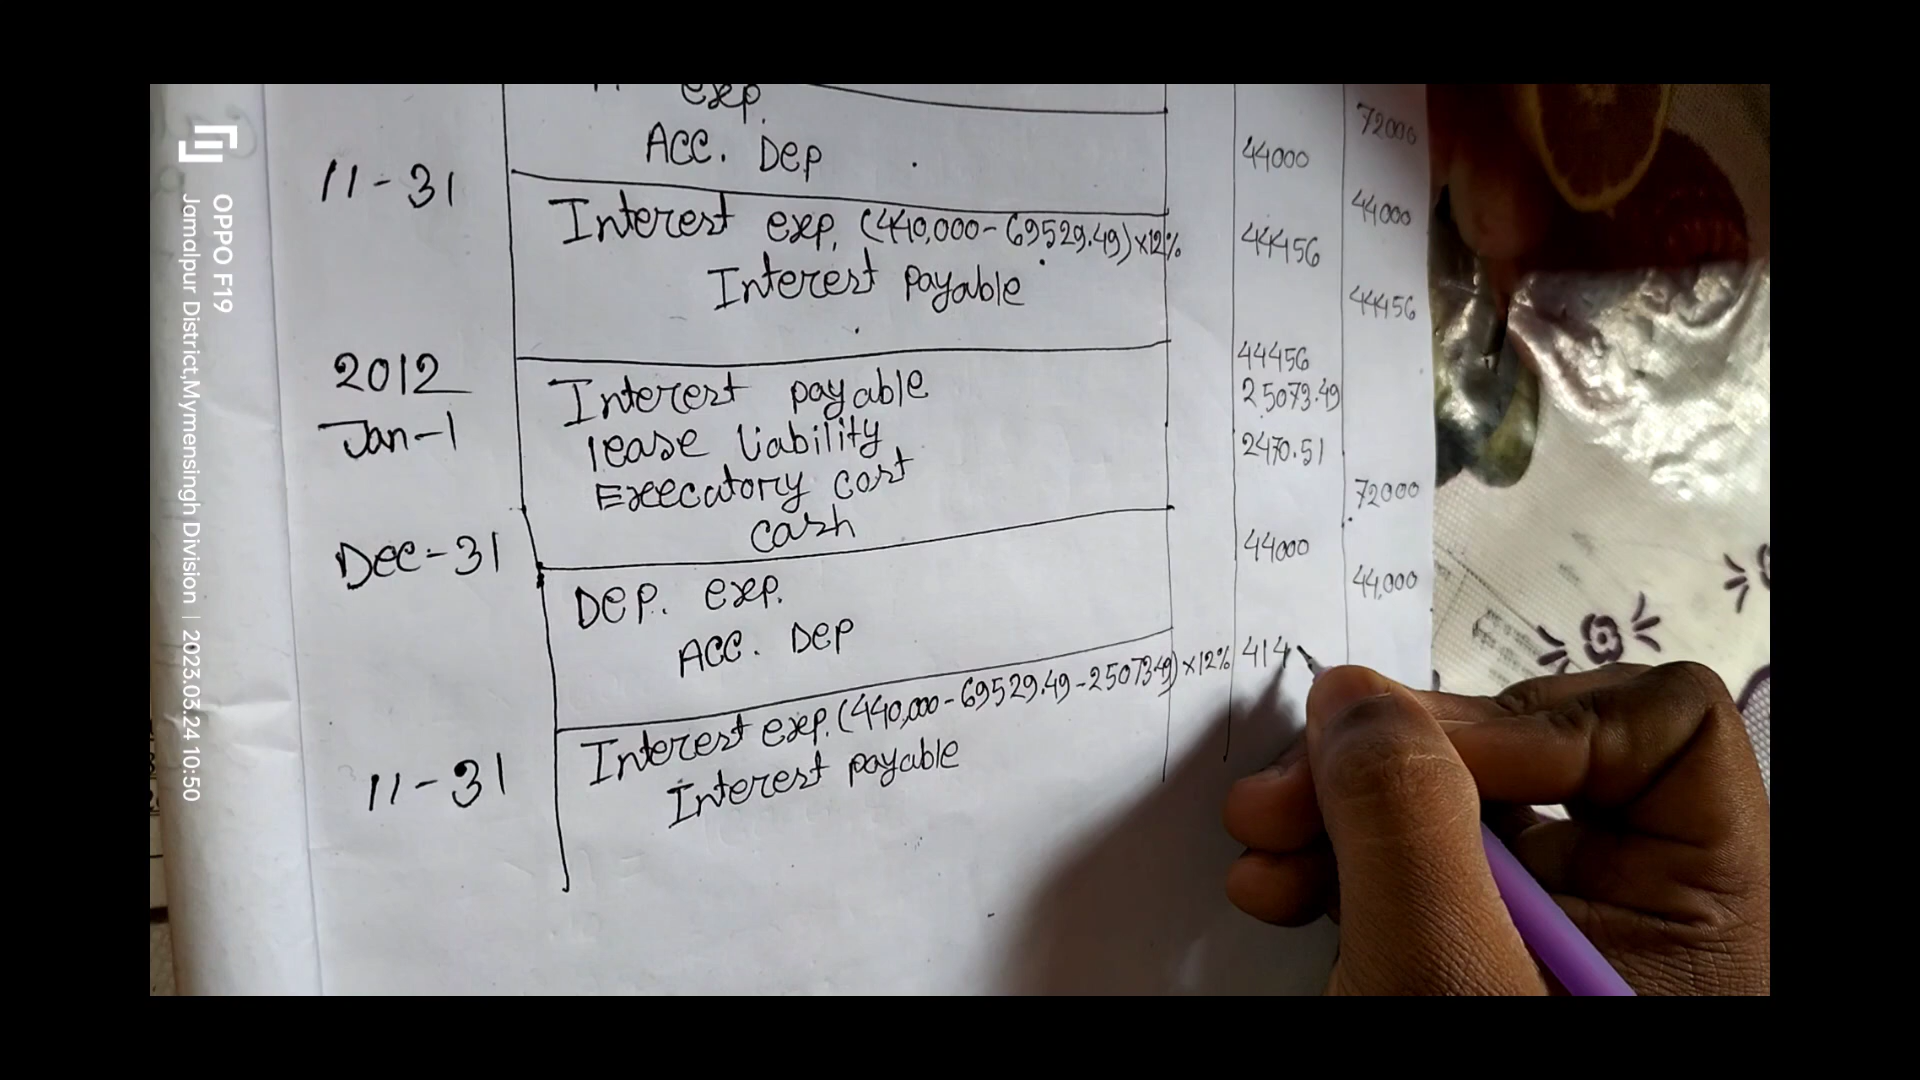 exp.
72000
ACC. Dep
44000
11-31
44000
Interest exp. (440,000-69529.49)×12%
44456
Interest payable
44456
2012
Jan-1
Interest payable
44456
lease liability
25073.49
Execatory cost
2470.51
cash
72000
Dec-31
DEP. exp.
44000
ACC. DEP
44,000
11-31
Interest exp. (440,000-69529.49-25073.49)×12%
414
Interest payable
OPPO F19
Jamalpur District,Mymensingh Division | 2023.03.24 10:50